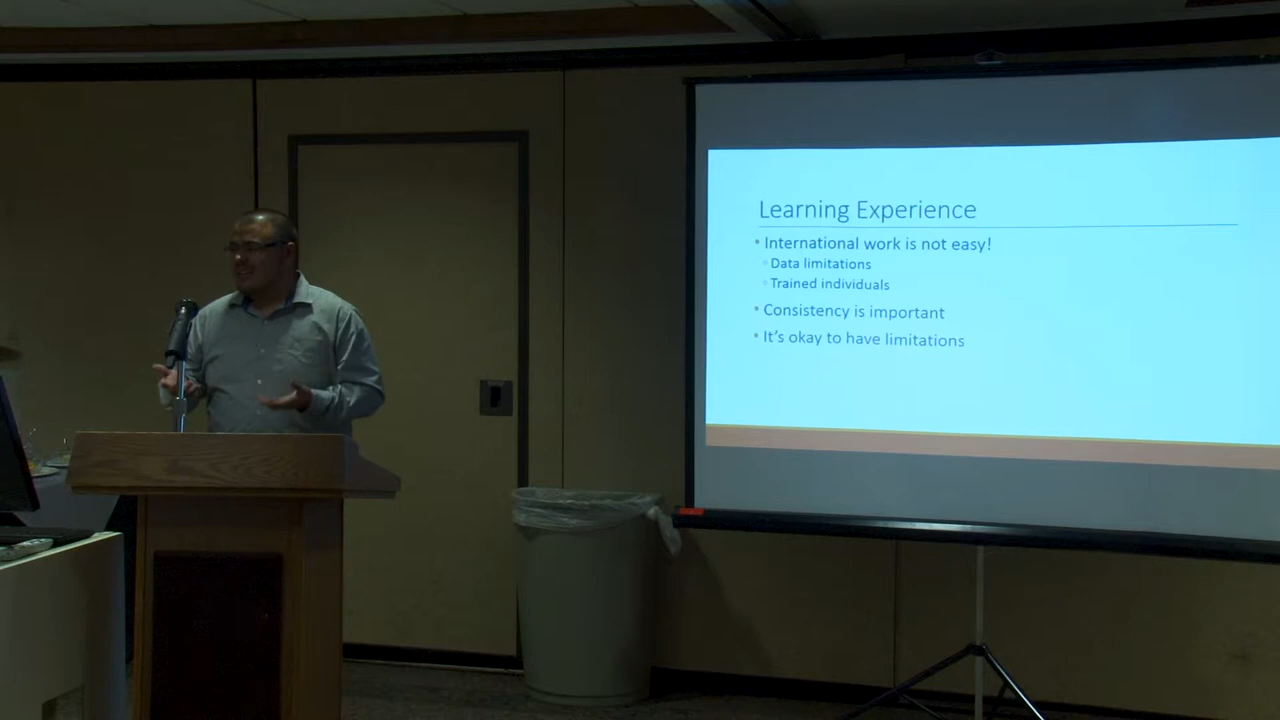 Learning Experience
• International work is not easy!
▫ Data limitations
▫ Trained individuals
• Consistency is important
• It's okay to have limitations